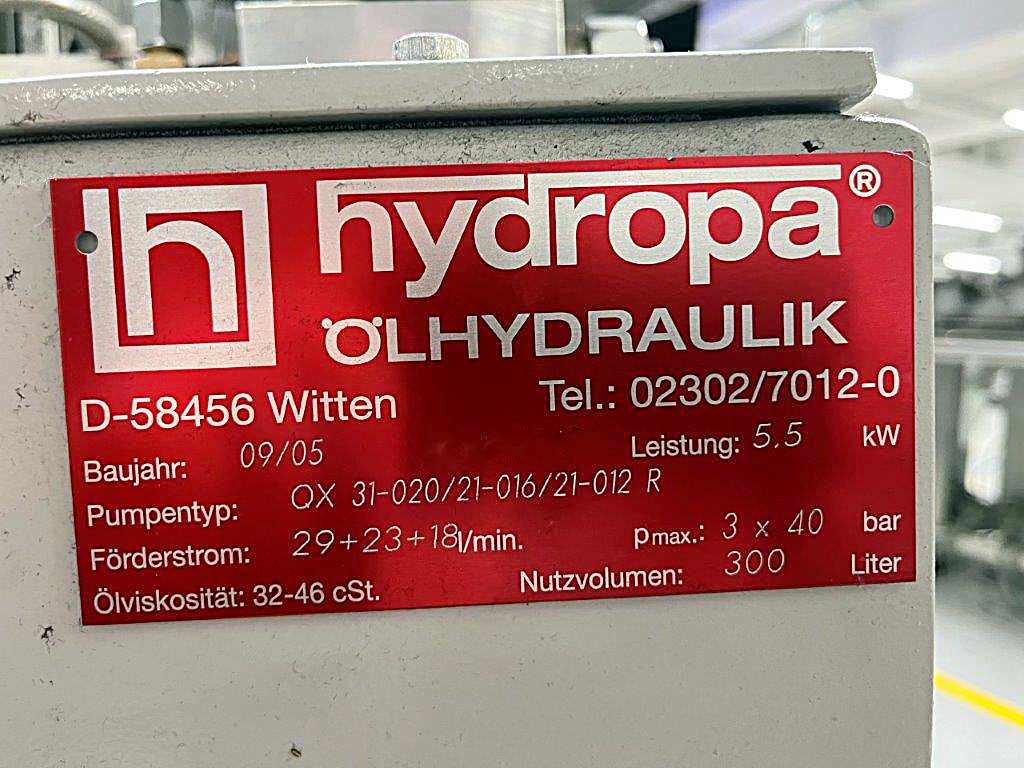 hydropa®
ÖLHYDRAULIK
D-58456 Witten Tel.: 02302/7012-0
Baujahr: 09/05 Leistung: 5.5 kW
Pumpentyp: QX 31-020/21-016/21-012 R
Förderstrom: 29+23+18 l/min. pmax.: 3 x 40 bar
Ölviskosität: 32-46 cSt. Nutzvolumen: 300 Liter